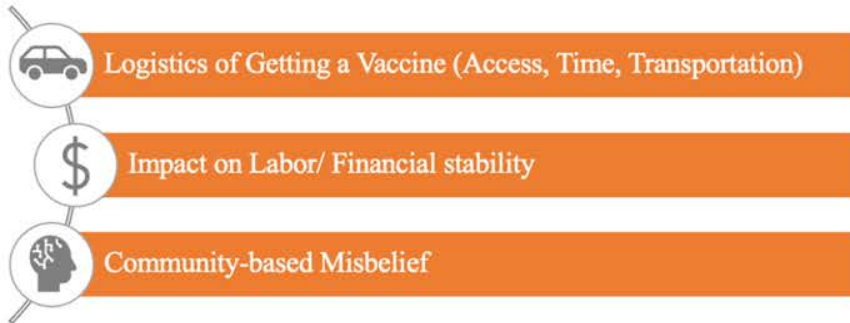 Logistics of Getting a Vaccine (Access, Time, Transportation)
$
Impact on Labor/ Financial stability
Community-based Misbelief